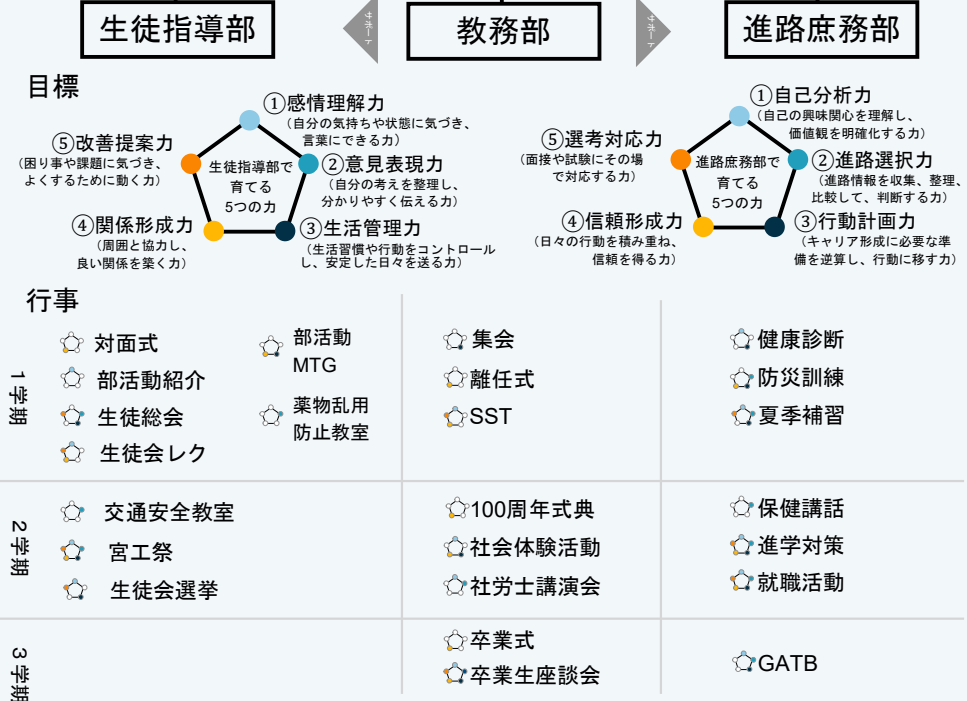 生徒指導部
サポート
教務部
サポート
進路庶務部
目標
①感情理解力
(自分の気持ちや状態に気づき、
言葉にできる力)
⑤改善提案力
(困り事や課題に気づき、
よくするために動く力)
生徒指導部で
育てる
5つの力
②意見表現力
(自分の考えを整理し、
分かりやすく伝える力)
④関係形成力
(周囲と協力し、
良い関係を築く力)
③生活管理力
(生活習慣や行動をコントロール
し、安定した日々を送る力)
①自己分析力
(自己の興味関心を理解し、
価値観を明確化する力)
⑤選考対応力
(面接や試験にその場
で対応する力)
進路庶務部で
育てる
5つの力
②進路選択力
(進路情報を収集、整理、
比較して、判断する力)
④信頼形成力
(日々の行動を積み重ね、
信頼を得る力)
③行動計画力
(キャリア形成に必要な準
備を逆算し、行動に移す力)
行事
1学期
対面式
部活動紹介
生徒総会
生徒会レク
部活動
MTG
薬物乱用
防止教室
集会
離任式
SST
健康診断
防災訓練
夏季補習
2学期
交通安全教室
宮工祭
生徒会選挙
100周年式典
社会体験活動
社労士講演会
保健講話
進学対策
就職活動
3学期
卒業式
卒業生座談会
GATB